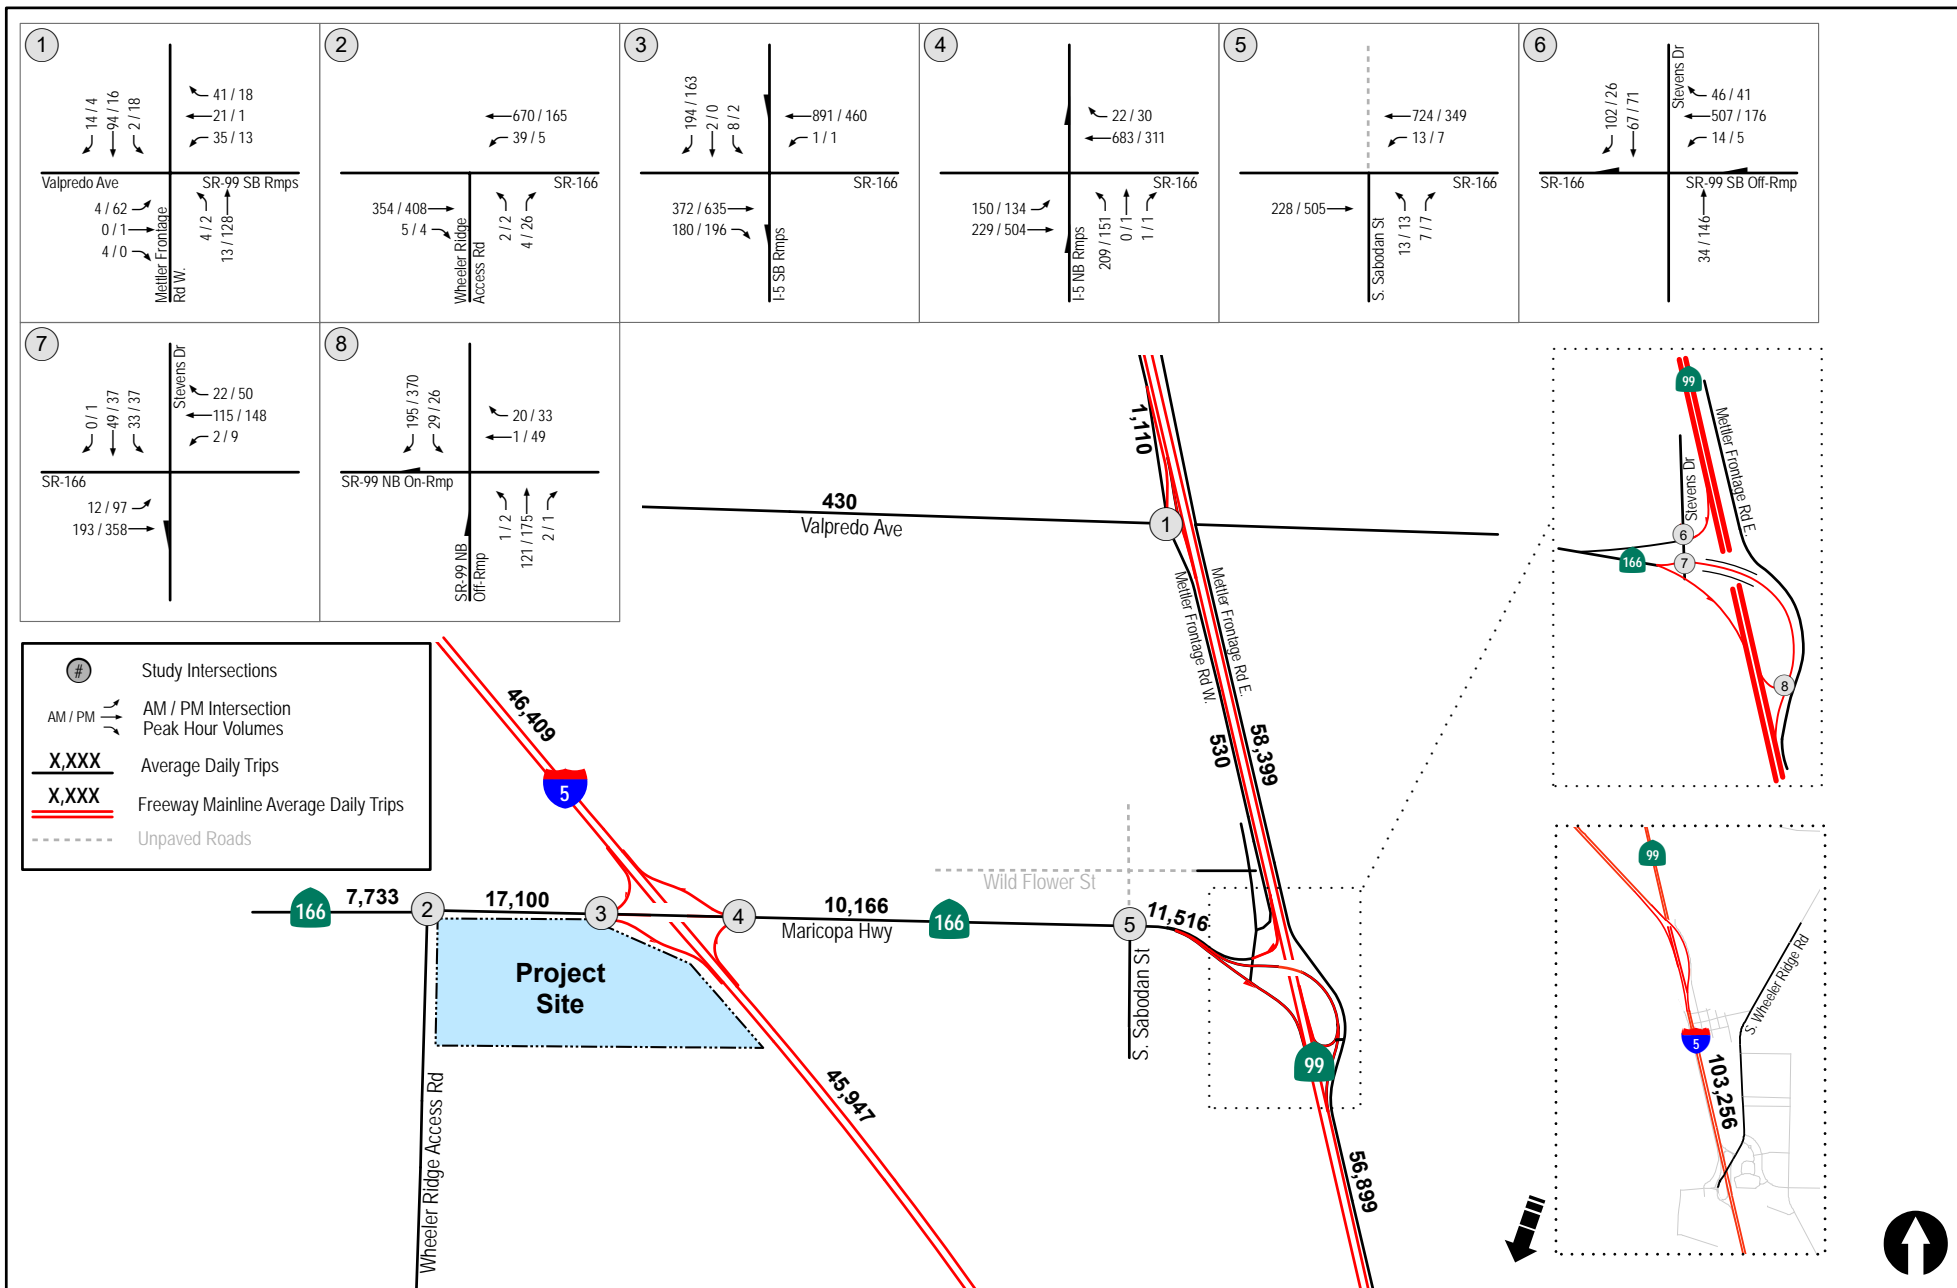 1
14 / 4
94 / 16
2 / 18
41 / 18
21 / 1
35 / 13
Valpredo Ave
SR-99 SB Rmps
4 / 62
0 / 1
4 / 0
Mettler Frontage
Rd W.
4 / 2
13 / 128
2
670 / 165
39 / 5
SR-166
354 / 408
5 / 4
Wheeler Ridge
Access Rd
2 / 2
4 / 26
3
194 / 163
2 / 0
8 / 2
891 / 460
1 / 1
SR-166
372 / 635
180 / 196
I-5 SB Rmps
4
22 / 30
683 / 311
SR-166
150 / 134
229 / 504
I-5 NB Rmps
209 / 151
0 / 1
1 / 1
5
724 / 349
13 / 7
SR-166
228 / 505
S. Sabodan St
13 / 13
7 / 7
6
102 / 26
67 / 71
Stevens Dr
46 / 41
507 / 176
14 / 5
SR-166
SR-99 SB Off-Rmp
34 / 146
7
0 / 1
49 / 37
33 / 37
Stevens Dr
22 / 50
115 / 148
2 / 9
SR-166
12 / 97
193 / 358
8
195 / 370
29 / 26
20 / 33
1 / 49
SR-99 NB On-Rmp
SR-99 NB
Off-Rmp
1 / 2
121 / 175
2 / 1
#
Study Intersections
AM / PM
AM / PM Intersection
Peak Hour Volumes
X,XXX
Average Daily Trips
X,XXX
Freeway Mainline Average Daily Trips
Unpaved Roads
1,110
430
Valpredo Ave
1
Mettler Frontage Rd W.
Mettler Frontage Rd E.
530
58,399
46,409
5
Wild Flower St
166
7,733
2
17,100
3
4
10,166
Maricopa Hwy
166
5
11,516
S. Sabodan St
Project
Site
Wheeler Ridge Access Rd
45,947
99
56,899
99
Mettler Frontage Rd E.
Stevens Dr
6
7
166
8
99
S. Wheeler Ridge Rd
5
103,256